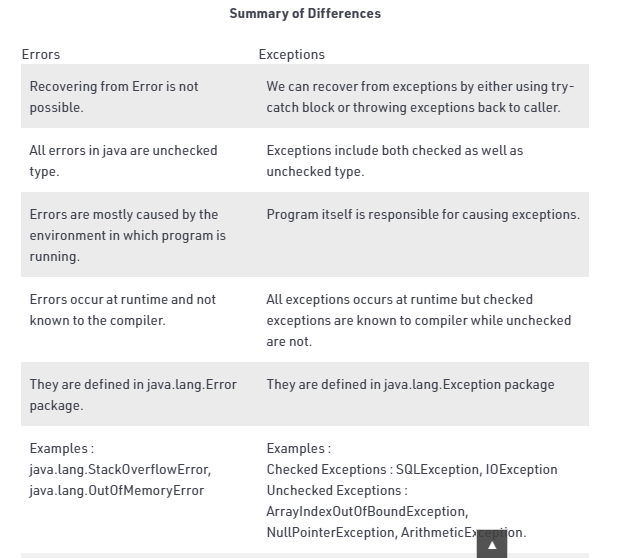 Summary of Differences
Errors
Exceptions
Recovering from Error is not
possible.
We can recover from exceptions by either using try-
catch block or throwing exceptions back to caller.
All errors in java are unchecked
type.
Exceptions include both checked as well as
unchecked type.
Errors are mostly caused by the
environment in which program is
running.
Program itself is responsible for causing exceptions.
Errors occur at runtime and not
known to the compiler.
All exceptions occurs at runtime but checked
exceptions are known to compiler while unchecked
are not.
They are defined in java.lang.Error
package.
They are defined in java.lang.Exception package
Examples :
java.lang.StackOverflowError,
java.lang.OutOfMemoryError
Examples :
Checked Exceptions : SQLException, IOException
Unchecked Exceptions :
ArrayIndexOutOfBoundException,
NullPointerException, ArithmeticException.